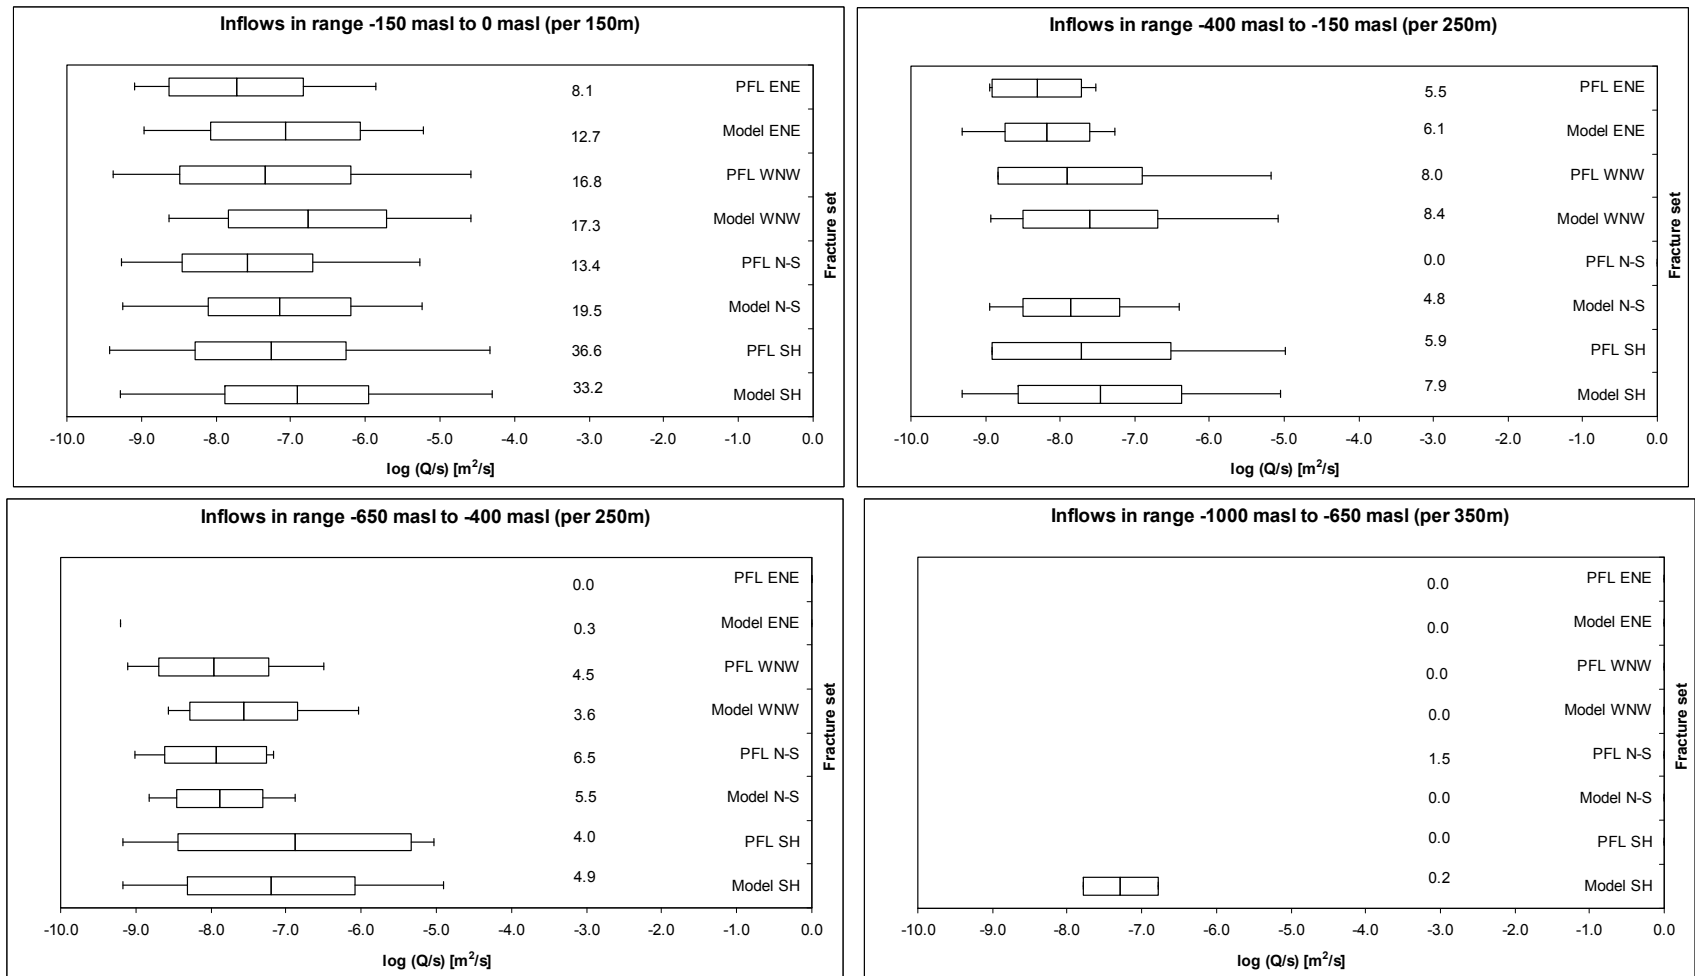 Inflows in range -150 masl to 0 masl (per 150m)
8.1 PFL ENE
12.7 Model ENE
16.8 PFL WNW
17.3 Model WNW
13.4 PFL N-S
19.5 Model N-S
36.6 PFL SH
33.2 Model SH
Fracture set
-10.0 -9.0 -8.0 -7.0 -6.0 -5.0 -4.0 -3.0 -2.0 -1.0 0.0
log (Q/s) [m²/s]
Inflows in range -400 masl to -150 masl (per 250m)
5.5 PFL ENE
6.1 Model ENE
8.0 PFL WNW
8.4 Model WNW
0.0 PFL N-S
4.8 Model N-S
5.9 PFL SH
7.9 Model SH
Fracture set
-10.0 -9.0 -8.0 -7.0 -6.0 -5.0 -4.0 -3.0 -2.0 -1.0 0.0
log (Q/s) [m²/s]
Inflows in range -650 masl to -400 masl (per 250m)
0.0 PFL ENE
0.3 Model ENE
4.5 PFL WNW
3.6 Model WNW
6.5 PFL N-S
5.5 Model N-S
4.0 PFL SH
4.9 Model SH
Fracture set
-10.0 -9.0 -8.0 -7.0 -6.0 -5.0 -4.0 -3.0 -2.0 -1.0 0.0
log (Q/s) [m²/s]
Inflows in range -1000 masl to -650 masl (per 350m)
0.0 PFL ENE
0.0 Model ENE
0.0 PFL WNW
0.0 Model WNW
1.5 PFL N-S
0.0 Model N-S
0.0 PFL SH
0.2 Model SH
Fracture set
-10.0 -9.0 -8.0 -7.0 -6.0 -5.0 -4.0 -3.0 -2.0 -1.0 0.0
log (Q/s) [m²/s]